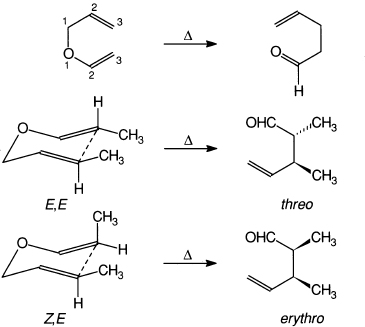 2
1 3
Δ
O O
1 2 3
H
H
O CH₃ OHC CH₃
Δ
CH₃ CH₃
H
E,E threo
CH₃
O H OHC CH₃
Δ
CH₃ CH₃
H
Z,E erythro